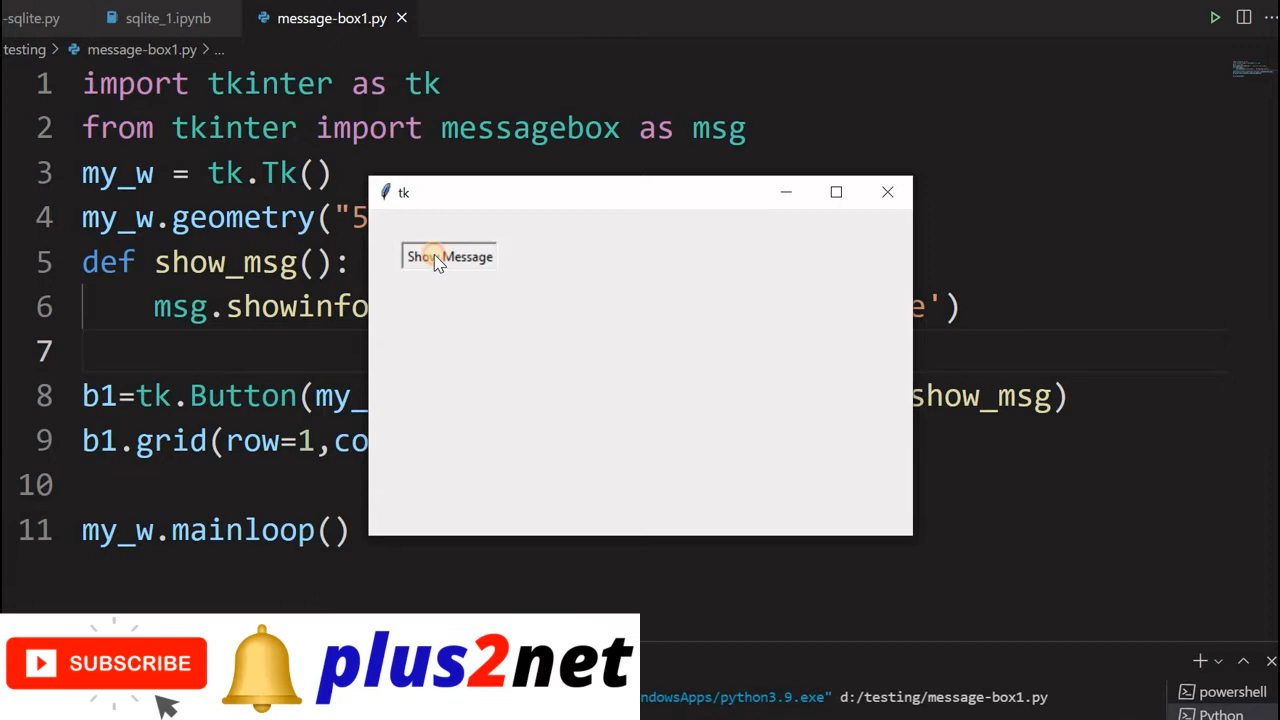 -sqlite.py sqlite_1.ipynb message-box1.py
testing > message-box1.py > ...
1 import tkinter as tk
2 from tkinter import messagebox as msg
3 my_w = tk.Tk()
4 my_w.geometry("5
5 def show_msg():
6 msg.showinfo e')
7
8 b1=tk.Button(my_ show_msg)
9 b1.grid(row=1,co
10
11 my_w.mainloop()
tk
Show Message
SUBSCRIBE
plus2net
ndowsApps/python3.9.exe" d:/testing/message-box1.py
powershell
Python